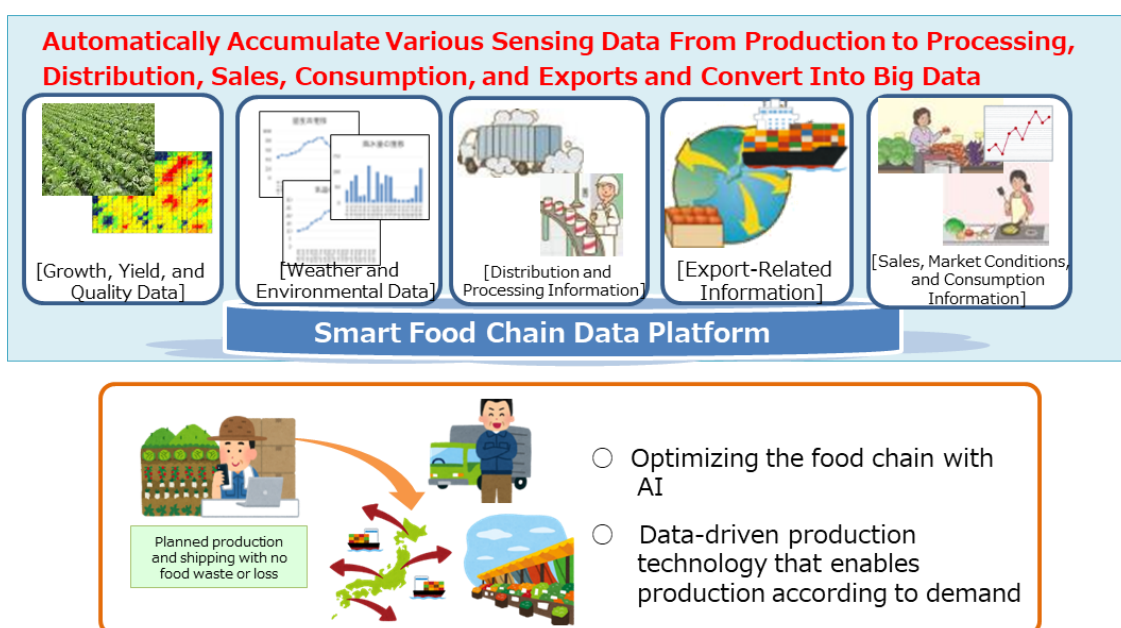 Automatically Accumulate Various Sensing Data From Production to Processing,
Distribution, Sales, Consumption, and Exports and Convert Into Big Data
[Growth, Yield, and
Quality Data]
[Weather and
Environmental Data]
[Distribution and
Processing Information]
[Export-Related
Information]
[Sales, Market Conditions,
and Consumption
Information]
Smart Food Chain Data Platform
Planned production
and shipping with no
food waste or loss
○ Optimizing the food chain with
AI
○ Data-driven production
technology that enables
production according to demand